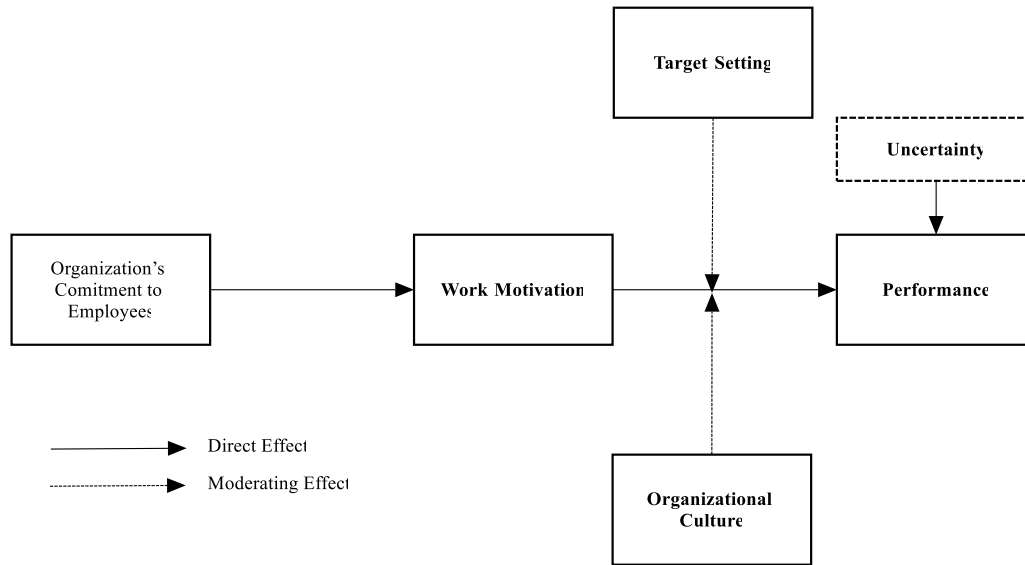 Target Setting
Uncertainty
Organization’s
Comitment to
Employees
Work Motivation
Performance
Direct Effect
Moderating Effect
Organizational
Culture